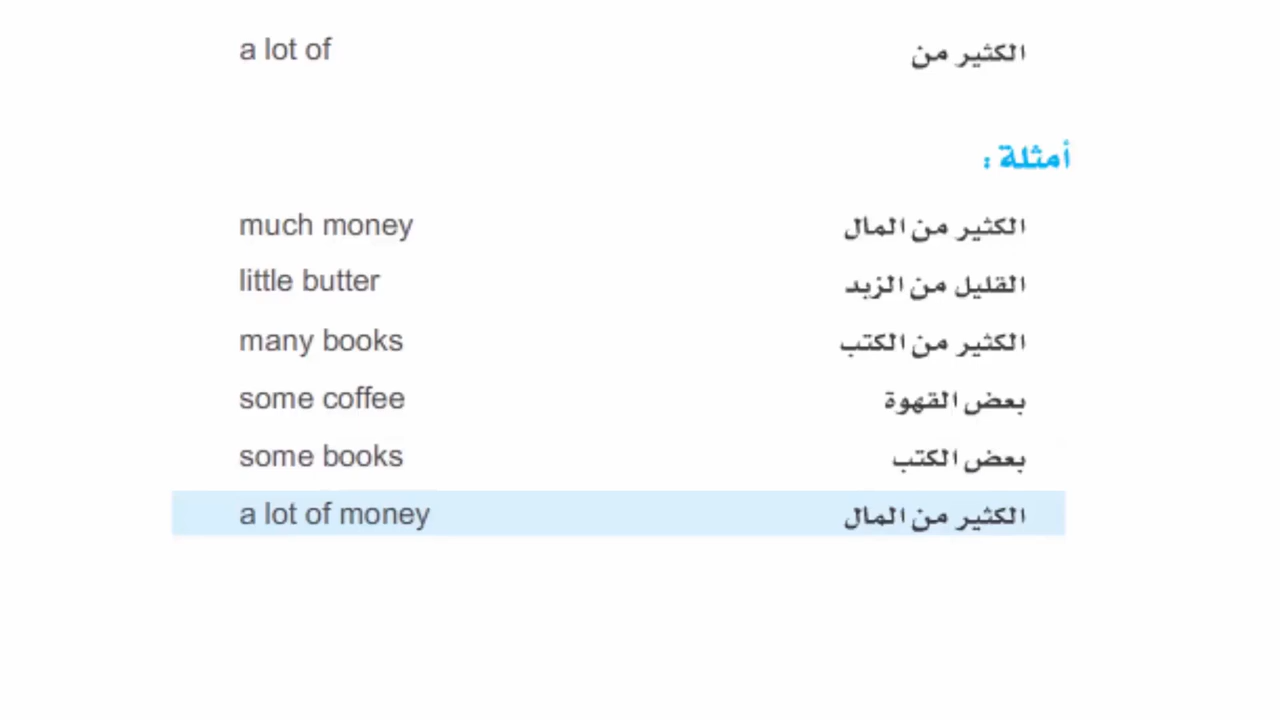 a lot of الكثير من
أمثلة :
much money الكثير من المال
little butter القليل من الزبد
many books الكثير من الكتب
some coffee بعض القهوة
some books بعض الكتب
a lot of money الكثير من المال